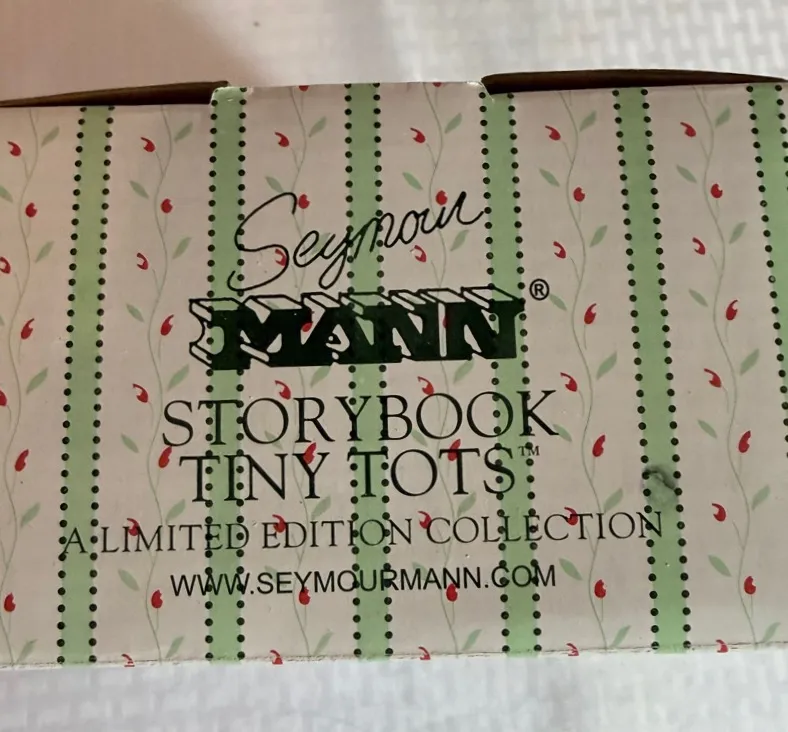 Seymour
MANN®
STORYBOOK
TINY TOTS™
A LIMITED EDITION COLLECTION
WWW.SEYMOURMANN.COM